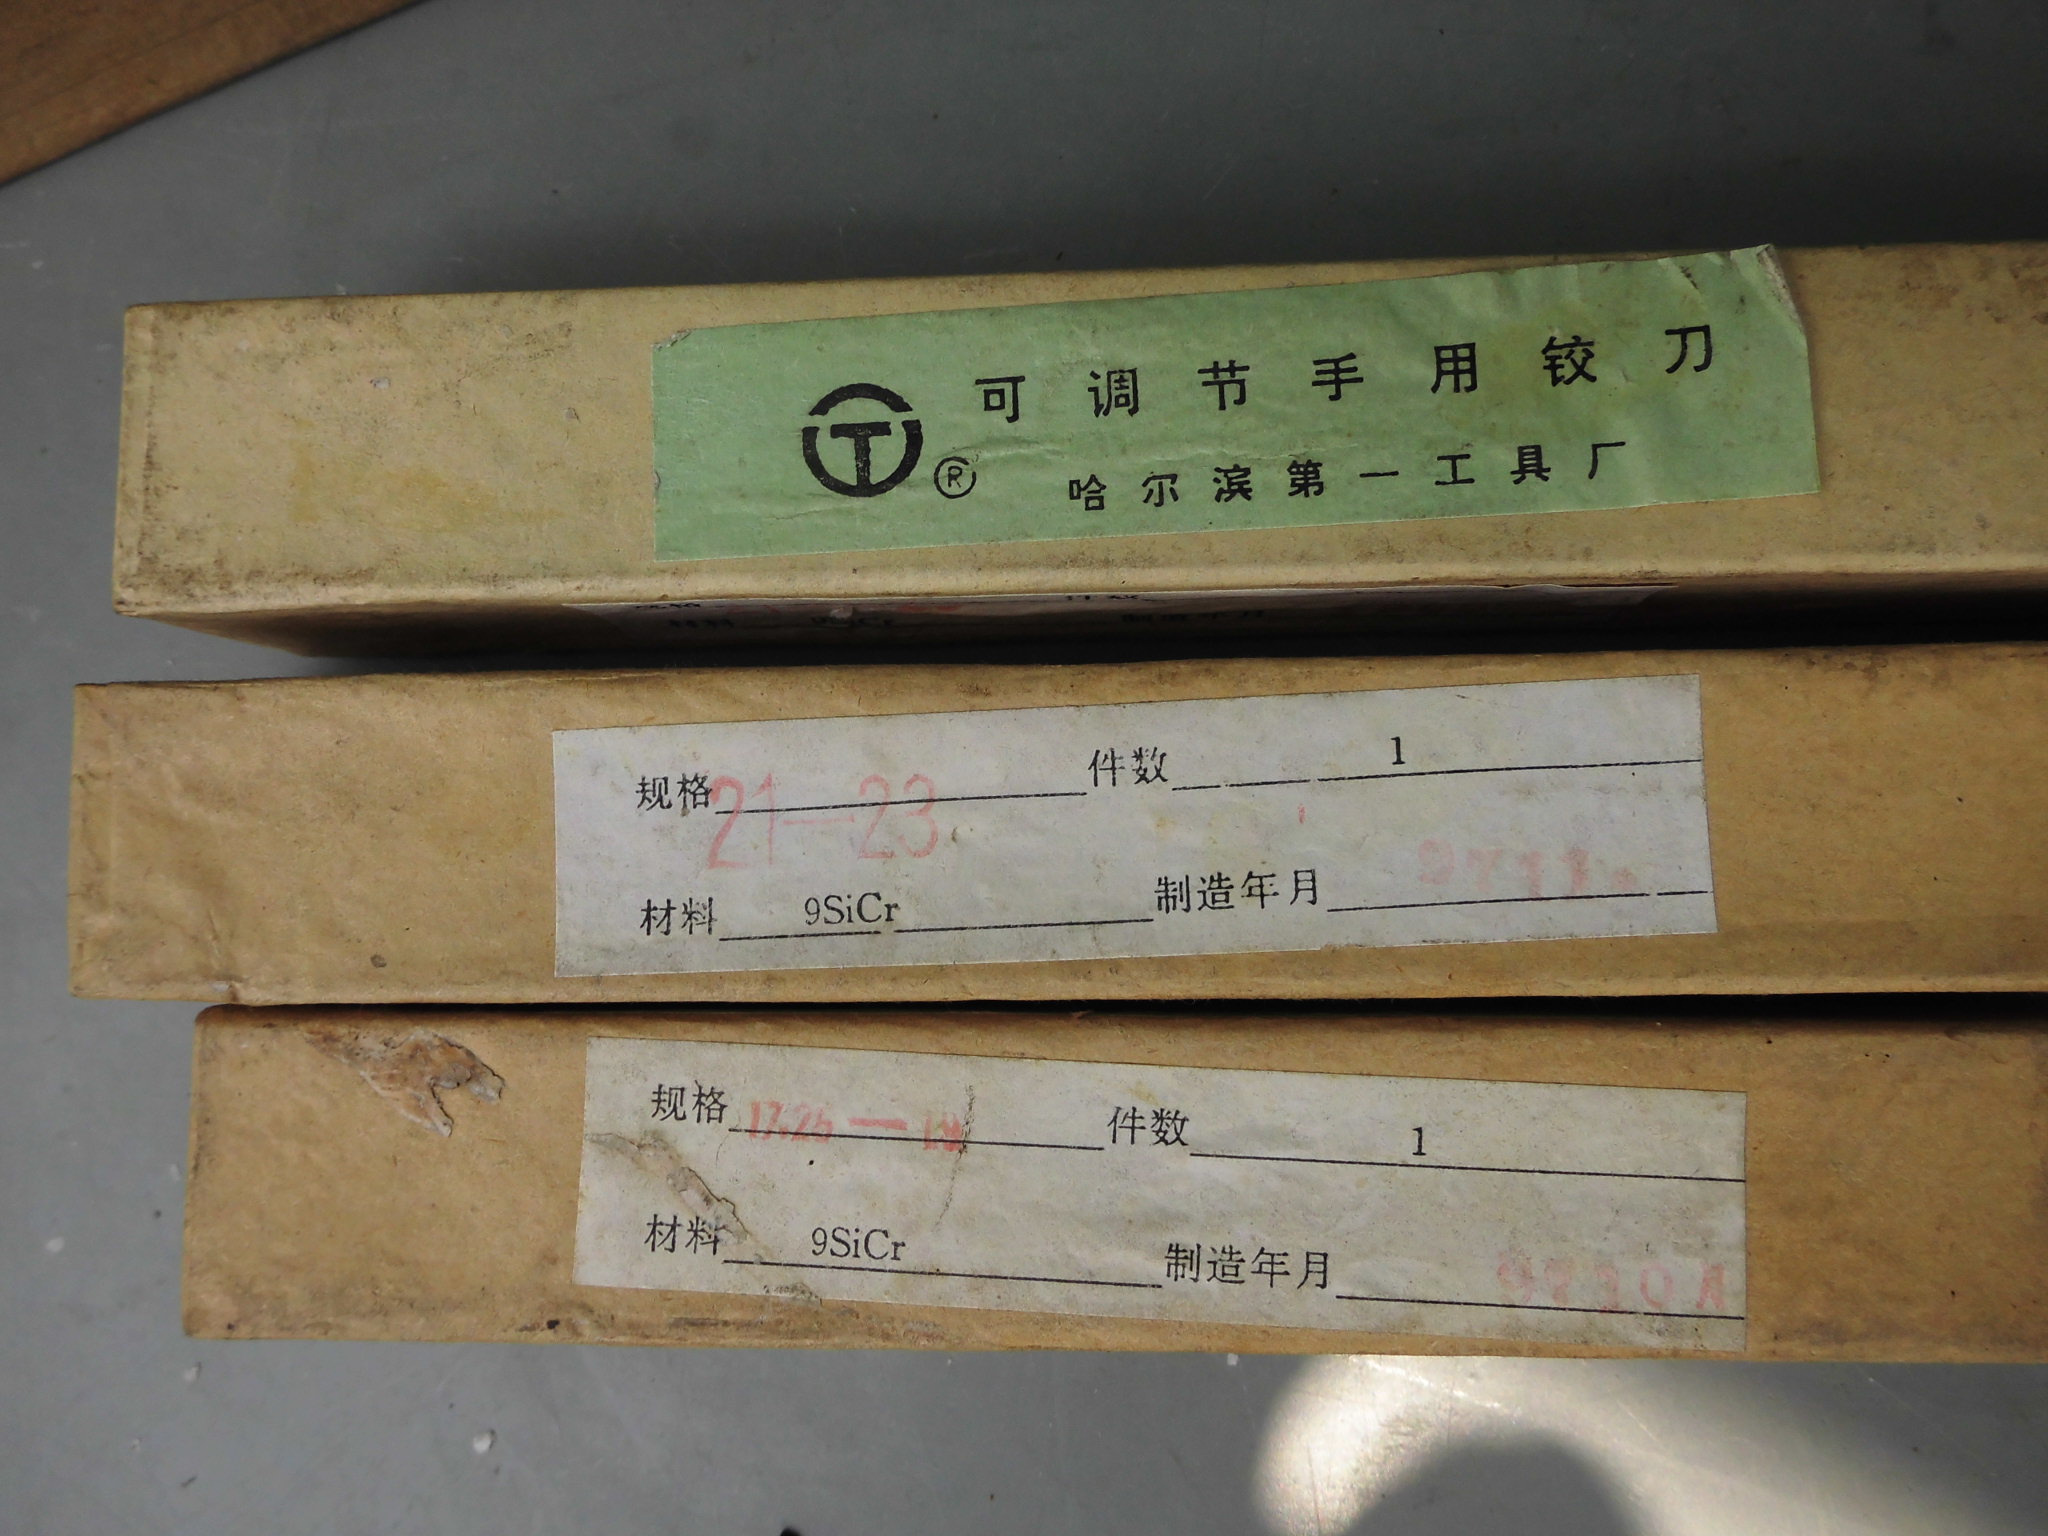 可调节手用铰刀
T ®
哈尔滨第一工具厂
规格 21—23 件数 1
材料 9SiCr 制造年月
规格 17.25— 件数 1
材料 9SiCr 制造年月